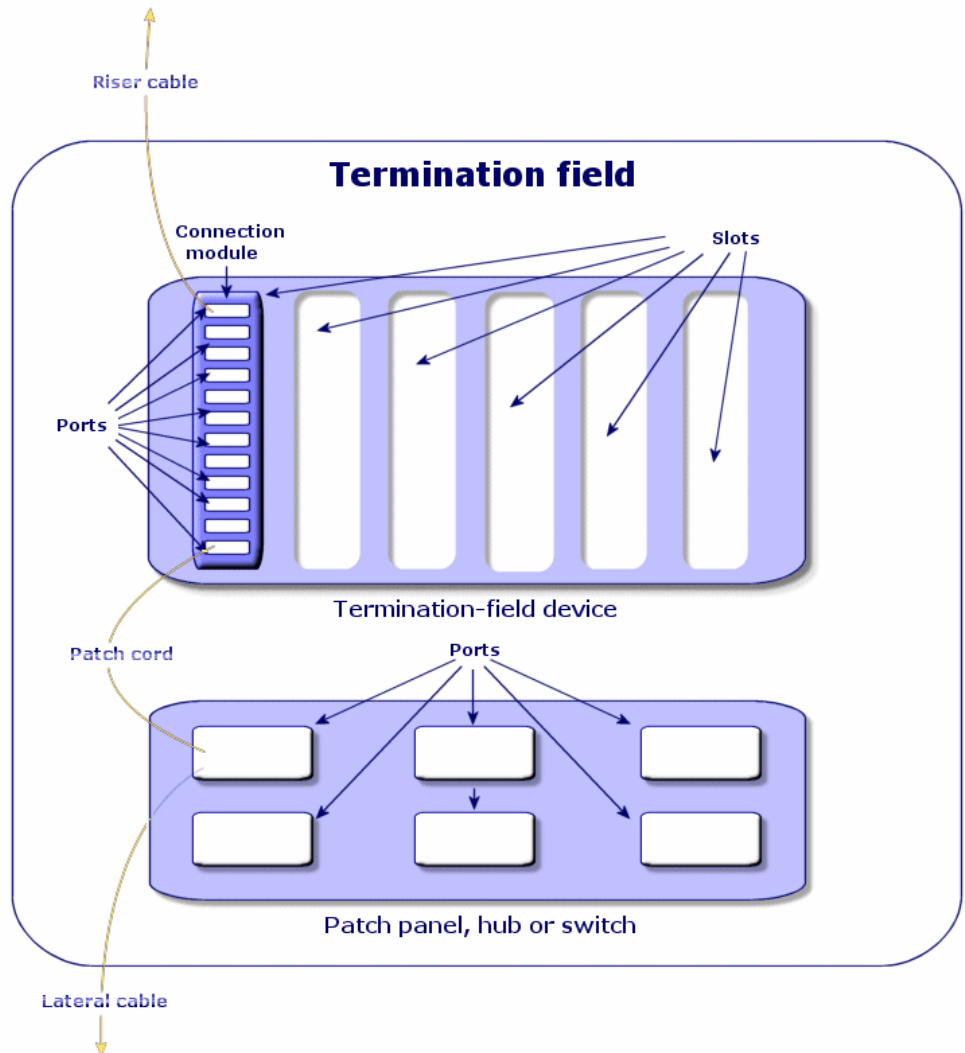 Riser cable
Termination field
Connection
module
Slots
Ports
Termination-field device
Patch cord
Ports
Patch panel, hub or switch
Lateral cable